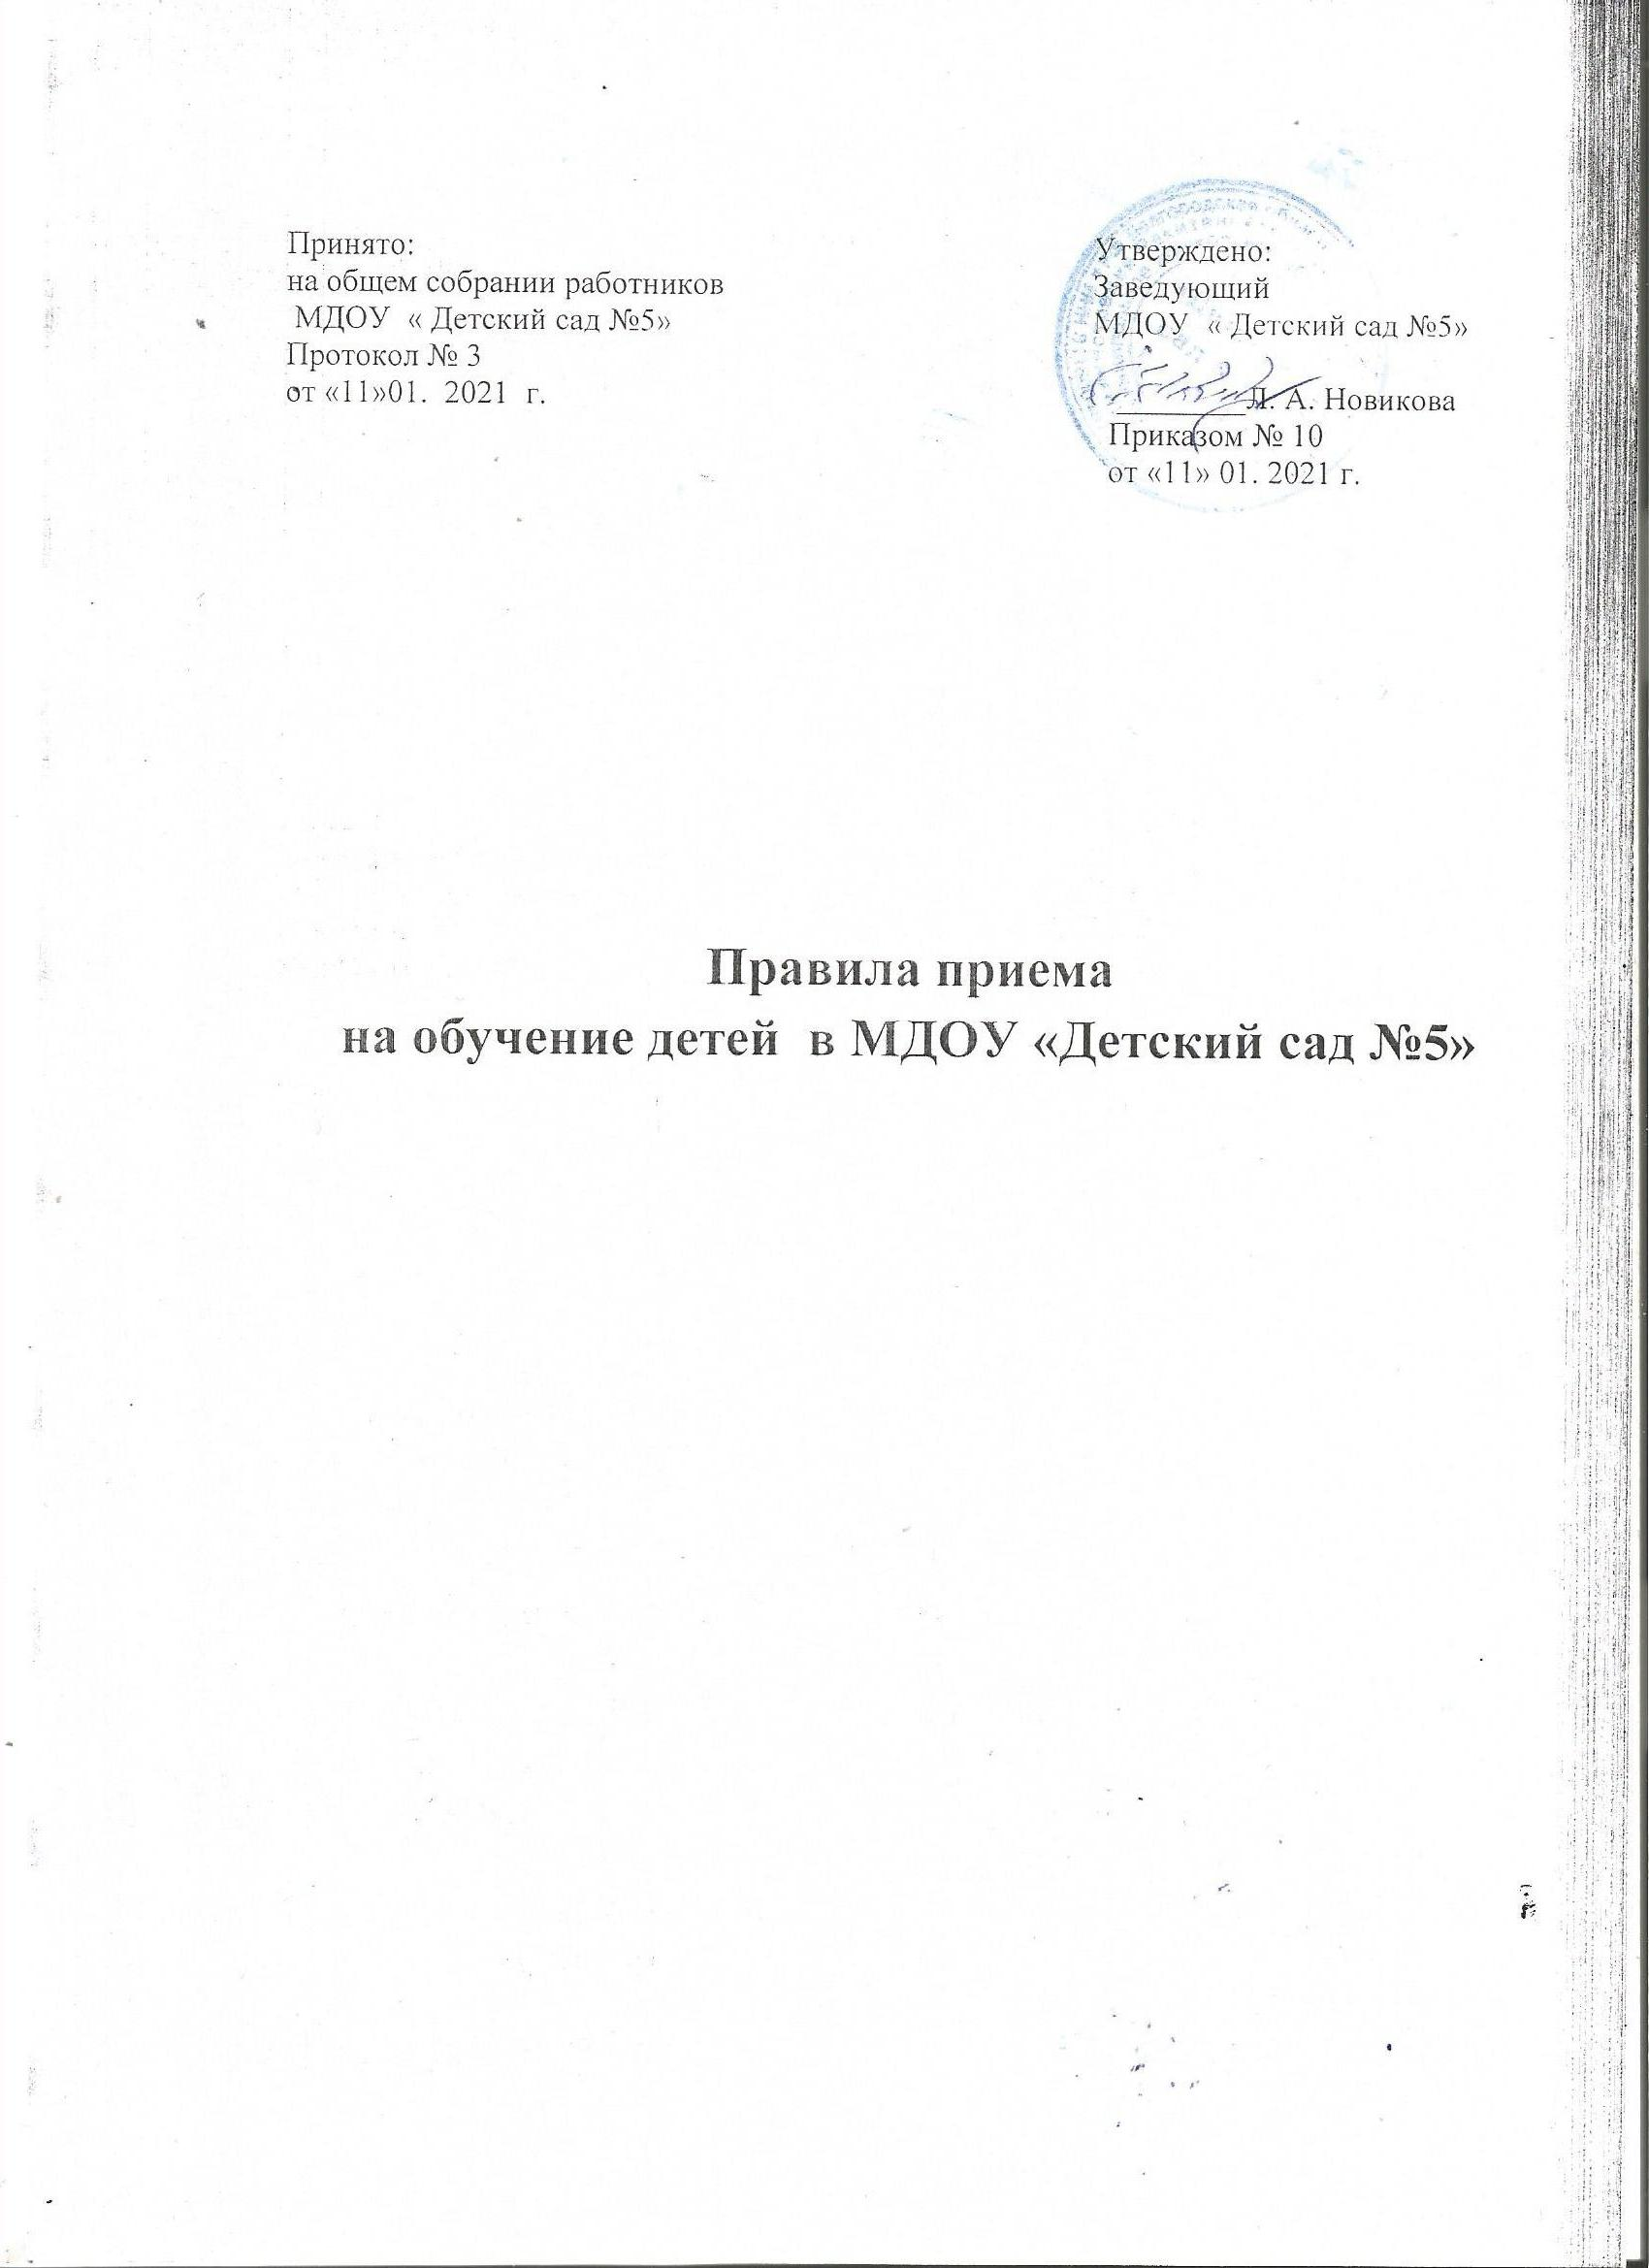 Принято:
на общем собрании работников
МДОУ « Детский сад №5»
Протокол № 3
от «11»01. 2021 г.
Утверждено:
Заведующий
МДОУ « Детский сад №5»
Л. А. Новикова
Приказом № 10
от «11» 01. 2021 г.
Правила приема
на обучение детей в МДОУ «Детский сад №5»